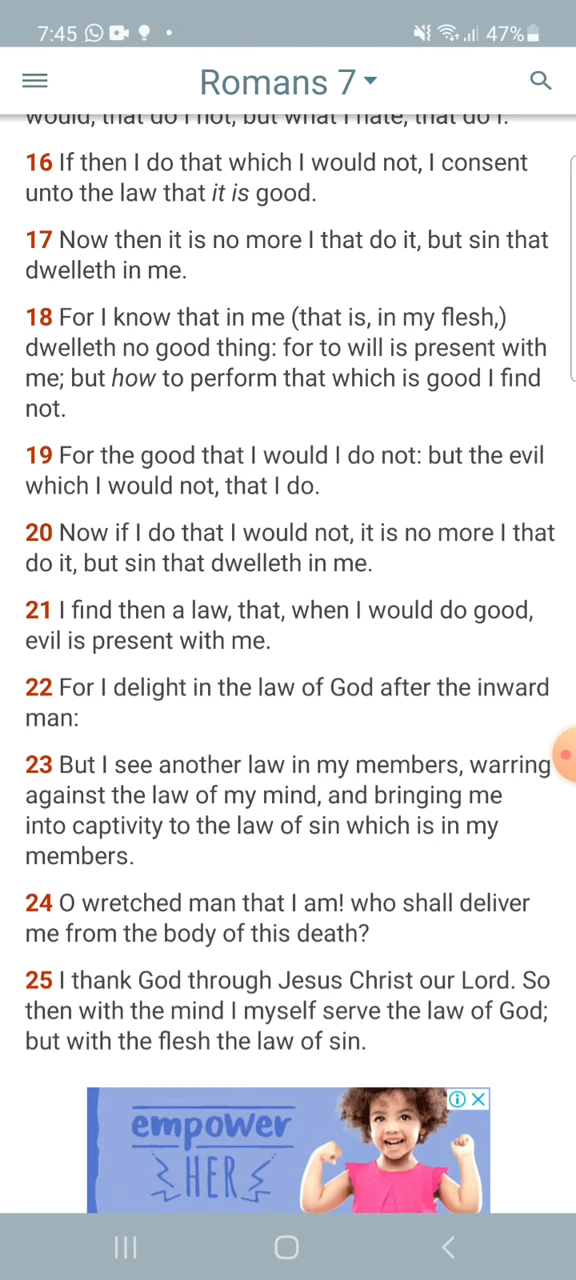 7:45
47%
Romans 7
would, that do I not; but what I hate, that do I.
16 If then I do that which I would not, I consent
unto the law that it is good.
17 Now then it is no more I that do it, but sin that
dwelleth in me.
18 For I know that in me (that is, in my flesh,)
dwelleth no good thing: for to will is present with
me; but how to perform that which is good I find
not.
19 For the good that I would I do not: but the evil
which I would not, that I do.
20 Now if I do that I would not, it is no more I that
do it, but sin that dwelleth in me.
21 I find then a law, that, when I would do good,
evil is present with me.
22 For I delight in the law of God after the inward
man:
23 But I see another law in my members, warring
against the law of my mind, and bringing me
into captivity to the law of sin which is in my
members.
24 O wretched man that I am! who shall deliver
me from the body of this death?
25 I thank God through Jesus Christ our Lord. So
then with the mind I myself serve the law of God;
but with the flesh the law of sin.
empower
HER